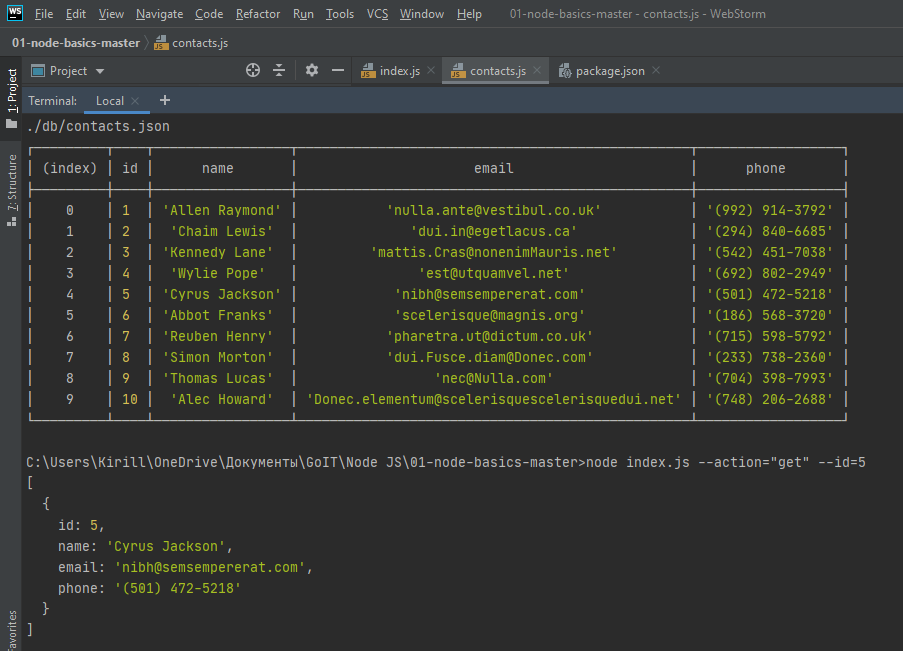 WS File Edit View Navigate Code Refactor Run Tools VCS Window Help 01-node-basics-master - contacts.js - WebStorm
01-node-basics-master contacts.js
Project index.js contacts.js package.json
1: Project
Terminal: Local +
7: Structure
Favorites
./db/contacts.json
(index) id name email phone
0 1 'Allen Raymond' 'nulla.ante@vestibul.co.uk' '(992) 914-3792'
1 2 'Chaim Lewis' 'dui.in@egetlacus.ca' '(294) 840-6685'
2 3 'Kennedy Lane' 'mattis.Cras@nonenimMauris.net' '(542) 451-7038'
3 4 'Wylie Pope' 'est@utquamvel.net' '(692) 802-2949'
4 5 'Cyrus Jackson' 'nibh@semsempererat.com' '(501) 472-5218'
5 6 'Abbot Franks' 'scelerisque@magnis.org' '(186) 568-3720'
6 7 'Reuben Henry' 'pharetra.ut@dictum.co.uk' '(715) 598-5792'
7 8 'Simon Morton' 'dui.Fusce.diam@Donec.com' '(233) 738-2360'
8 9 'Thomas Lucas' 'nec@Nulla.com' '(704) 398-7993'
9 10 'Alec Howard' 'Donec.elementum@scelerisquescelerisquedui.net' '(748) 206-2688'
C:\Users\Kirill\OneDrive\Документы\GoIT\Node JS\01-node-basics-master>node index.js --action="get" --id=5
[
{
id: 5,
name: 'Cyrus Jackson',
email: 'nibh@semsempererat.com',
phone: '(501) 472-5218'
}
]